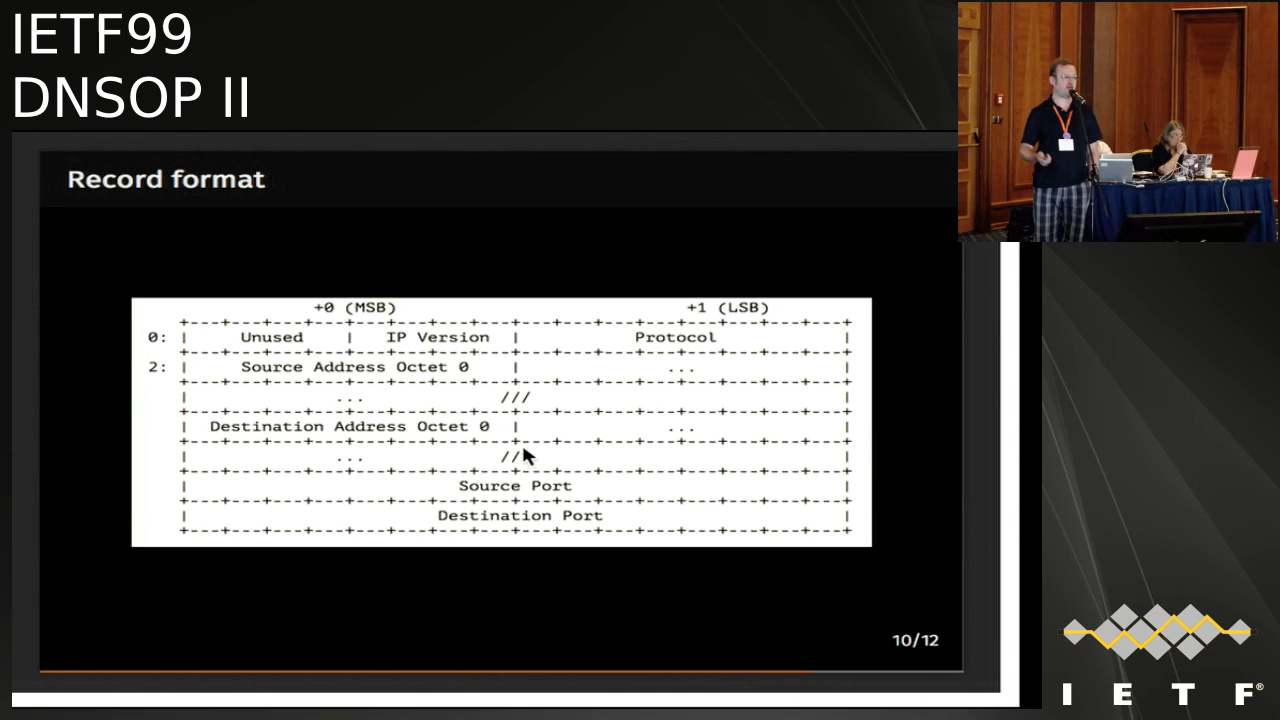 IETF99
DNSOP II
Record format
+0 (MSB) +1 (LSB)
+---+---+---+---+---+---+---+---+---+---+---+---+---+---+---+---+
0: | Unused | IP Version | Protocol |
+---+---+---+---+---+---+---+---+---+---+---+---+---+---+---+---+
2: | Source Address Octet 0 | ... |
+---+---+---+---+---+---+---+---+---+---+---+---+---+---+---+---+
| ... /// |
+---+---+---+---+---+---+---+---+---+---+---+---+---+---+---+---+
| Destination Address Octet 0 | ... |
+---+---+---+---+---+---+---+---+---+---+---+---+---+---+---+---+
| ... // |
+---+---+---+---+---+---+---+---+---+---+---+---+---+---+---+---+
| Source Port |
+---+---+---+---+---+---+---+---+---+---+---+---+---+---+---+---+
| Destination Port |
+---+---+---+---+---+---+---+---+---+---+---+---+---+---+---+---+
10/12
I E T F®